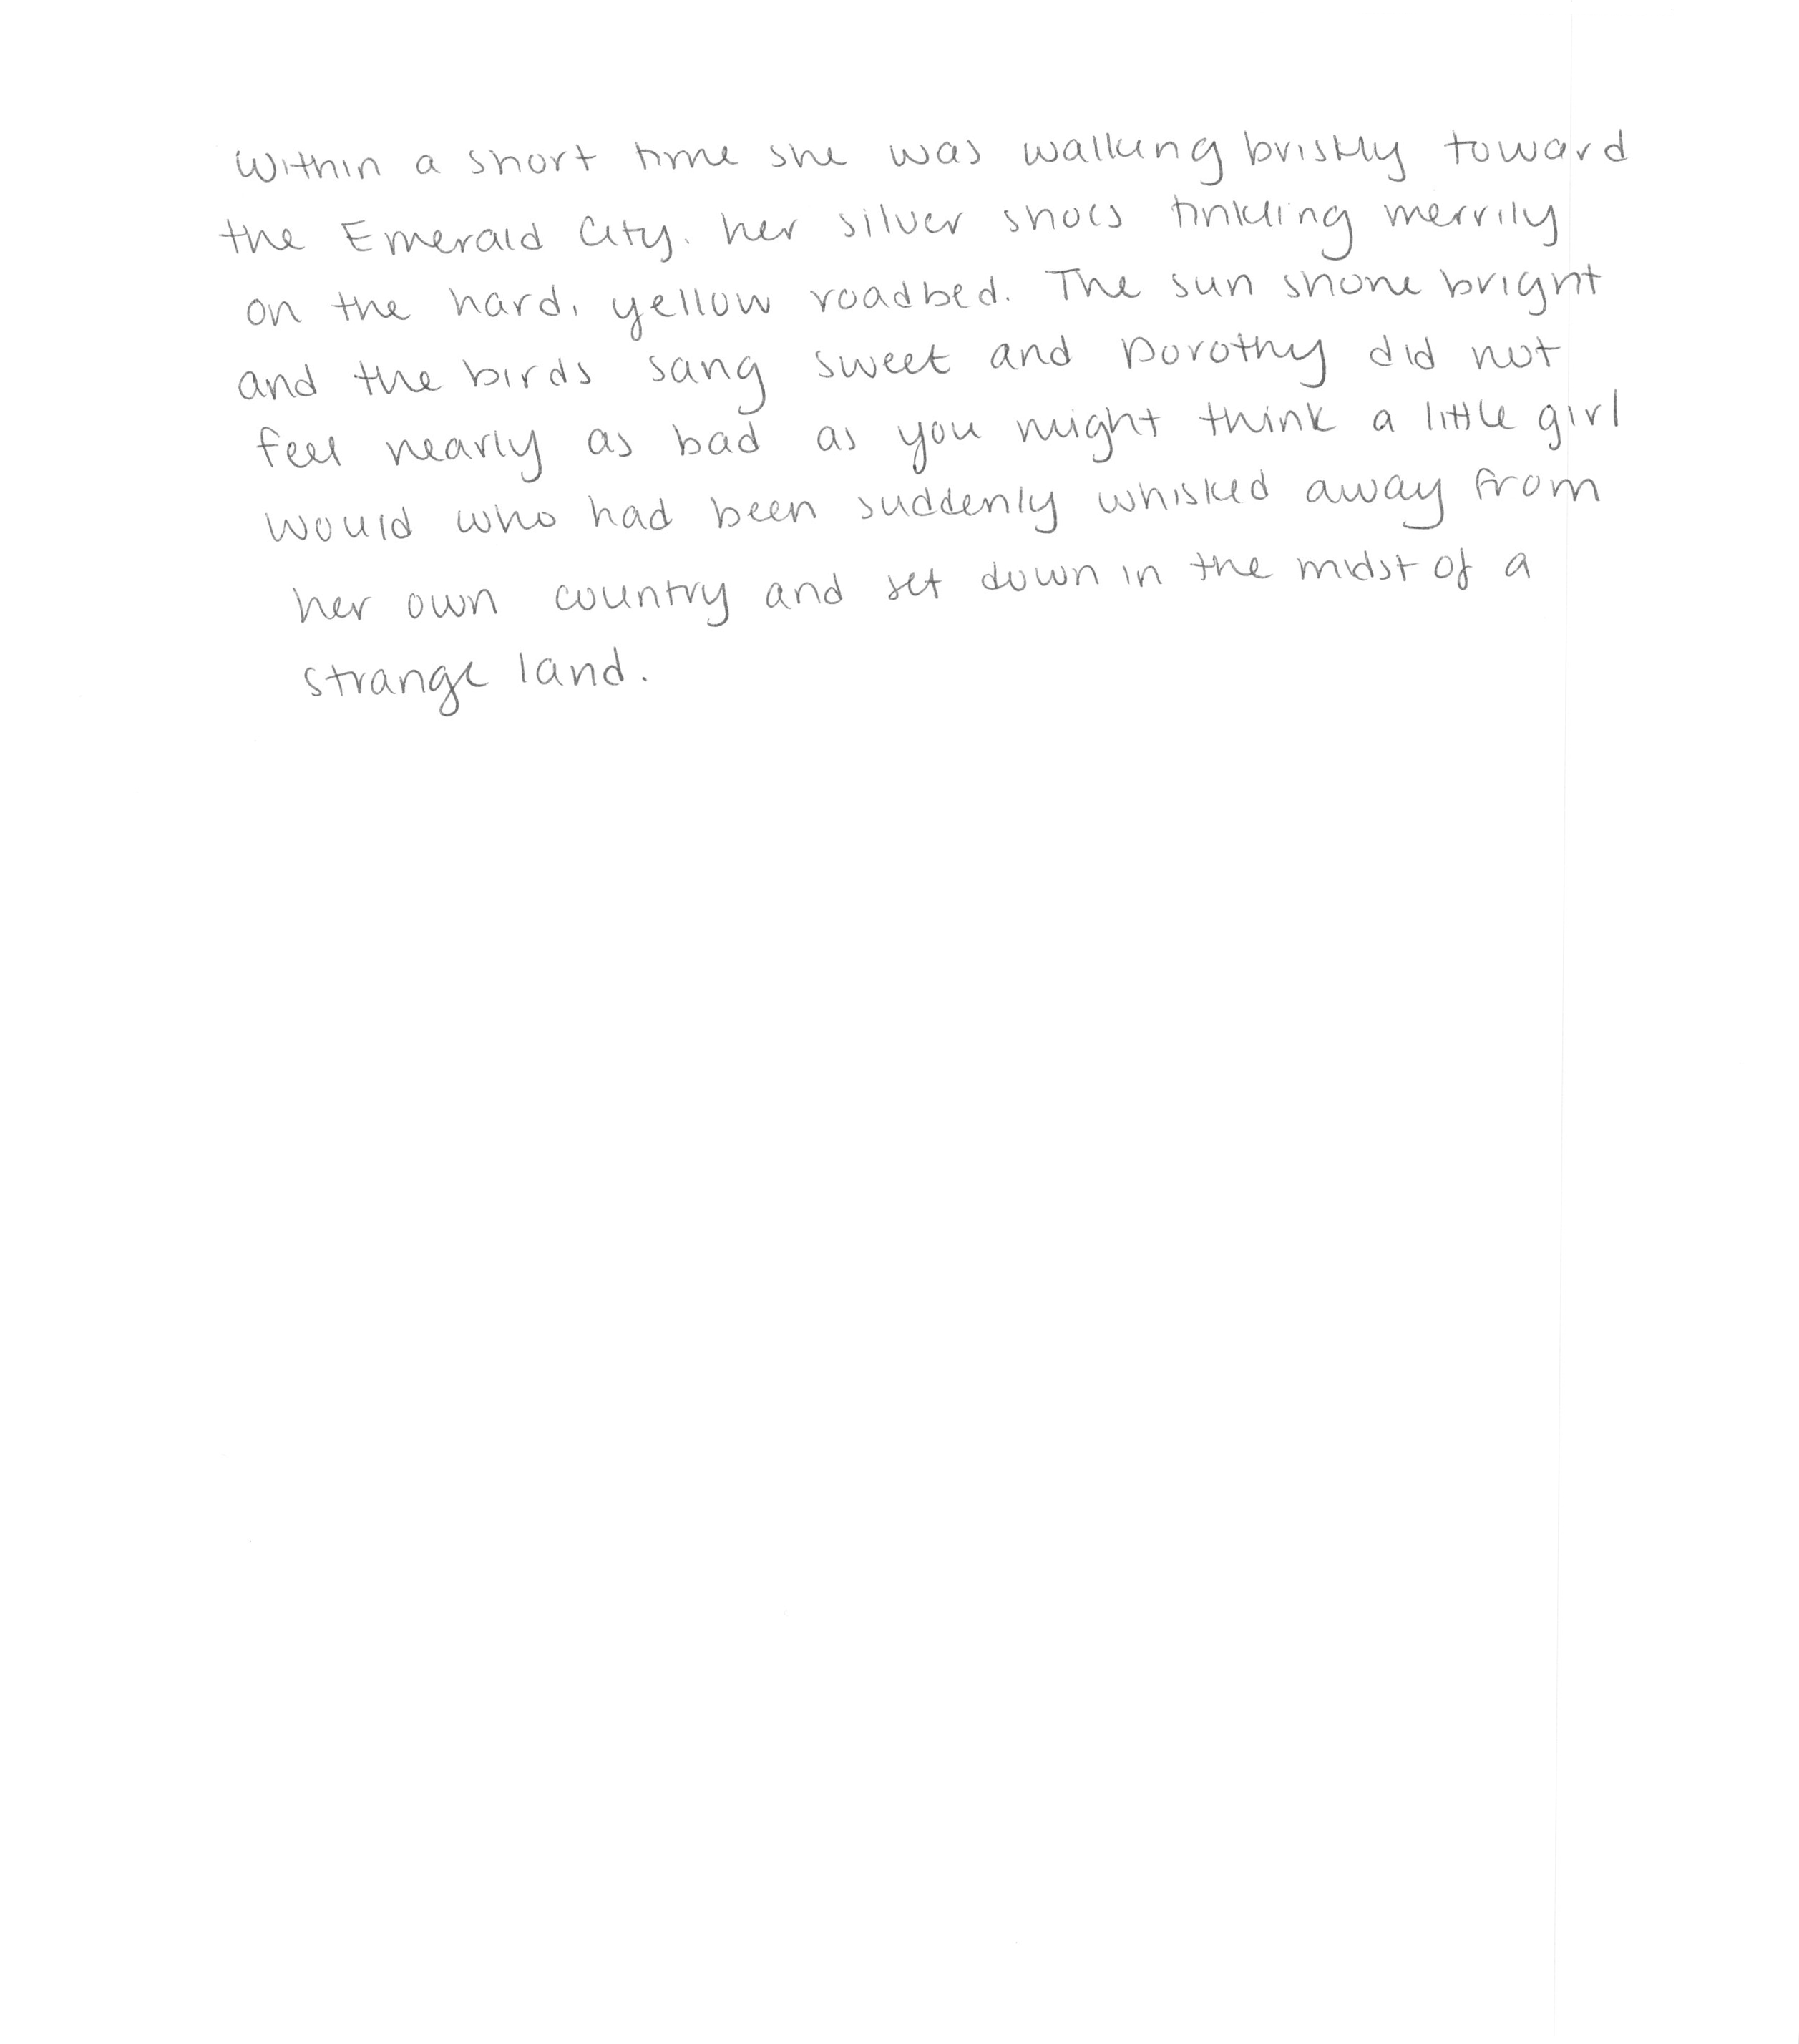 Within a short time she was walking briskly toward
the Emerald City, her silver shoes tinkling merrily
on the hard, yellow roadbed. The sun shone bright
and the birds sang sweet and Dorothy did not
feel nearly as bad as you might think a little girl
would who had been suddenly whisked away from
her own country and set down in the midst of a
strange land.